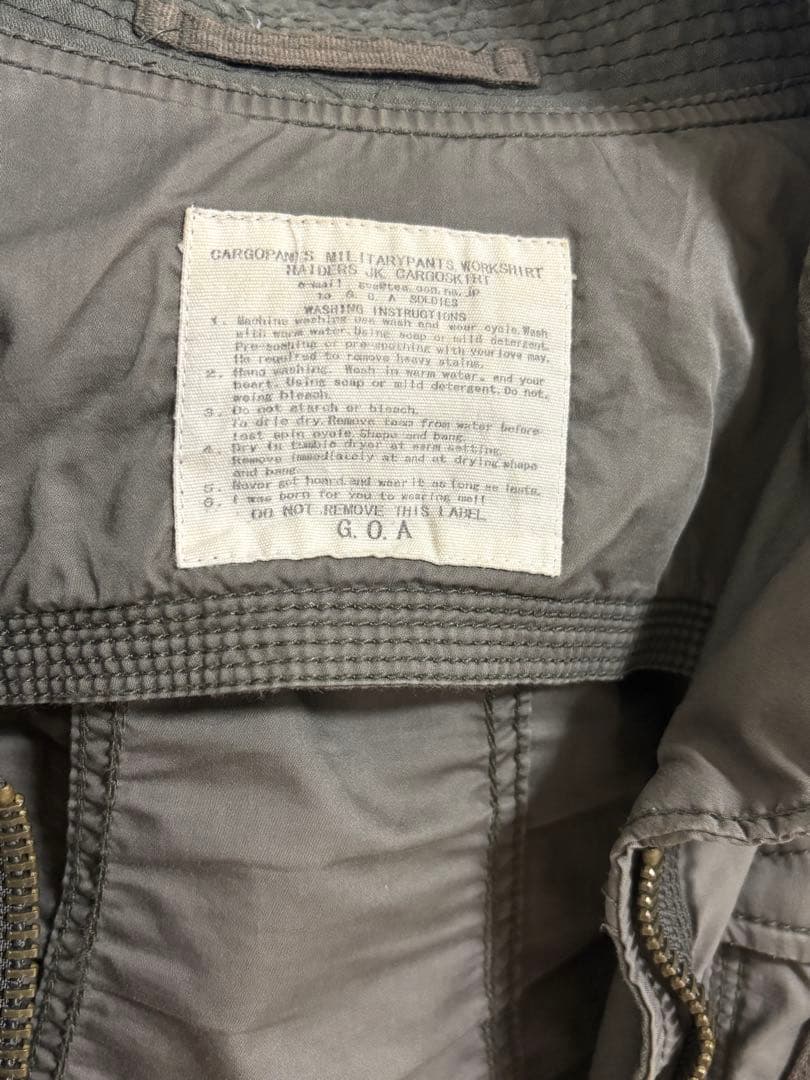 CARGOPANTS MILITARYPANTS WORKSHIRT
RAIDERS JK. CARGOSKIRT
to G.O.A SOLDIES
WASHING INSTRUCTIONS
1. Machine washing use wash and wear cycle. Wash
with warm water. Using soap or mild detergent.
Pre-soaking or pre-spotting with your love may.
Be required to remove heavy stains.
2. Hand washing. Wash in warm water, and your
heart. Using soap or mild detergent. Do not.
using bleach.
3. Do not starch or bleach.
To drie dry. Remove from water before
last spin cycle. Shape and hang.
4. Dry in tumble dryer at warm setting.
Remove immediately at end at drying shape
and hang.
5. Never get hoard and wear it as long as lasts.
6. I was born for you to wearing me!!
DO NOT REMOVE THIS LABEL
G.O.A